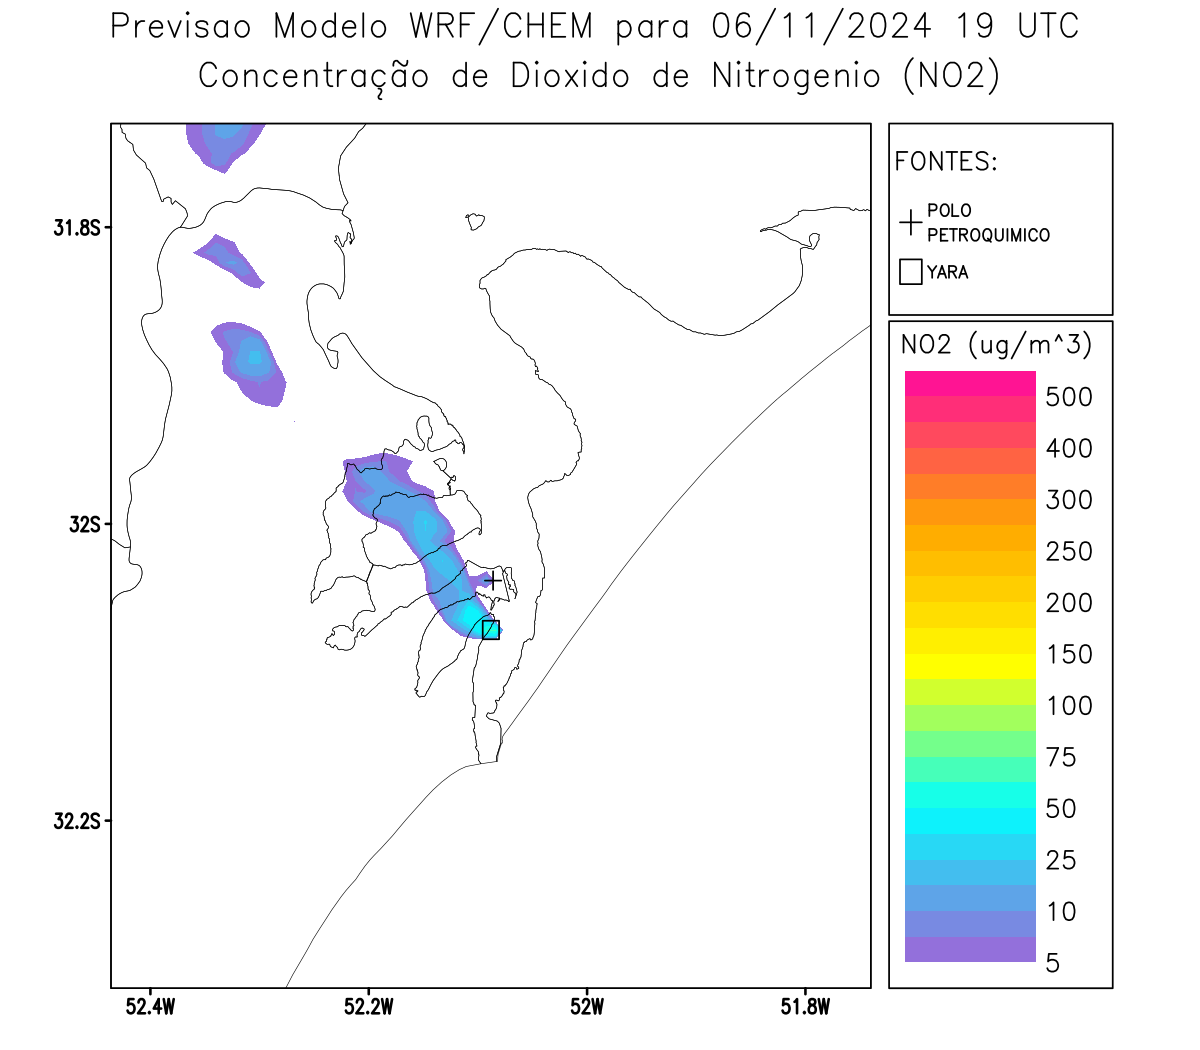 Previsao Modelo WRF/CHEM para 06/11/2024 19 UTC
Concentração de Dioxido de Nitrogenio (NO2)
FONTES:
POLO
PETROQUIMICO
YARA
NO2 (ug/m^3)
500
400
300
250
200
150
100
75
50
25
10
5
31.8S
32S
32.2S
52.4W
52.2W
52W
51.8W